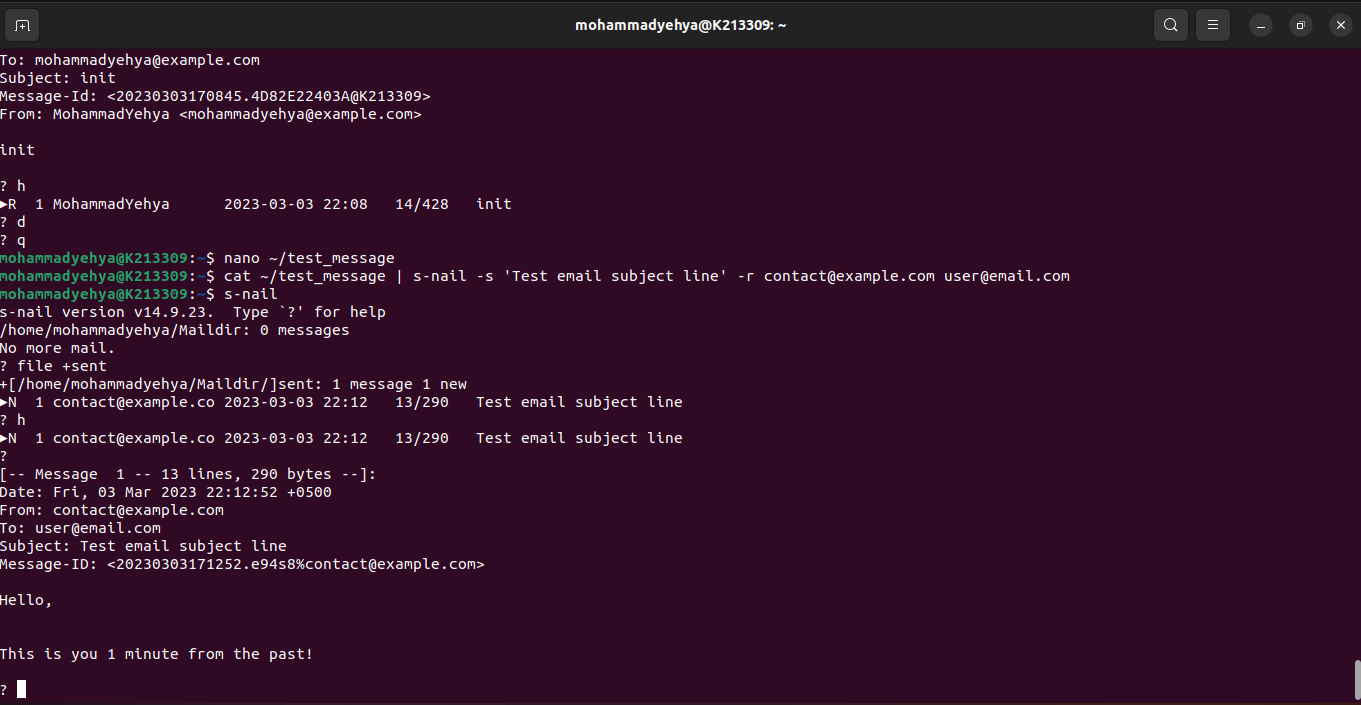 mohammadyehya@K213309: ~
To: mohammadyehya@example.com
Subject: init
Message-Id: <20230303170845.4D82E22403A@K213309>
From: MohammadYehya <mohammadyehya@example.com>
init
? h
▶R  1 MohammadYehya      2023-03-03 22:08   14/428   init
? d
? q
mohammadyehya@K213309:~$ nano ~/test_message
mohammadyehya@K213309:~$ cat ~/test_message | s-nail -s 'Test email subject line' -r contact@example.com user@email.com
mohammadyehya@K213309:~$ s-nail
s-nail version v14.9.23.  Type `?' for help
/home/mohammadyehya/Maildir: 0 messages
No more mail.
? file +sent
+[/home/mohammadyehya/Maildir/]sent: 1 message 1 new
▶N  1 contact@example.co 2023-03-03 22:12   13/290   Test email subject line
? h
▶N  1 contact@example.co 2023-03-03 22:12   13/290   Test email subject line
?
[-- Message  1 -- 13 lines, 290 bytes --]:
Date: Fri, 03 Mar 2023 22:12:52 +0500
From: contact@example.com
To: user@email.com
Subject: Test email subject line
Message-ID: <20230303171252.e94s8%contact@example.com>
Hello,
This is you 1 minute from the past!
?